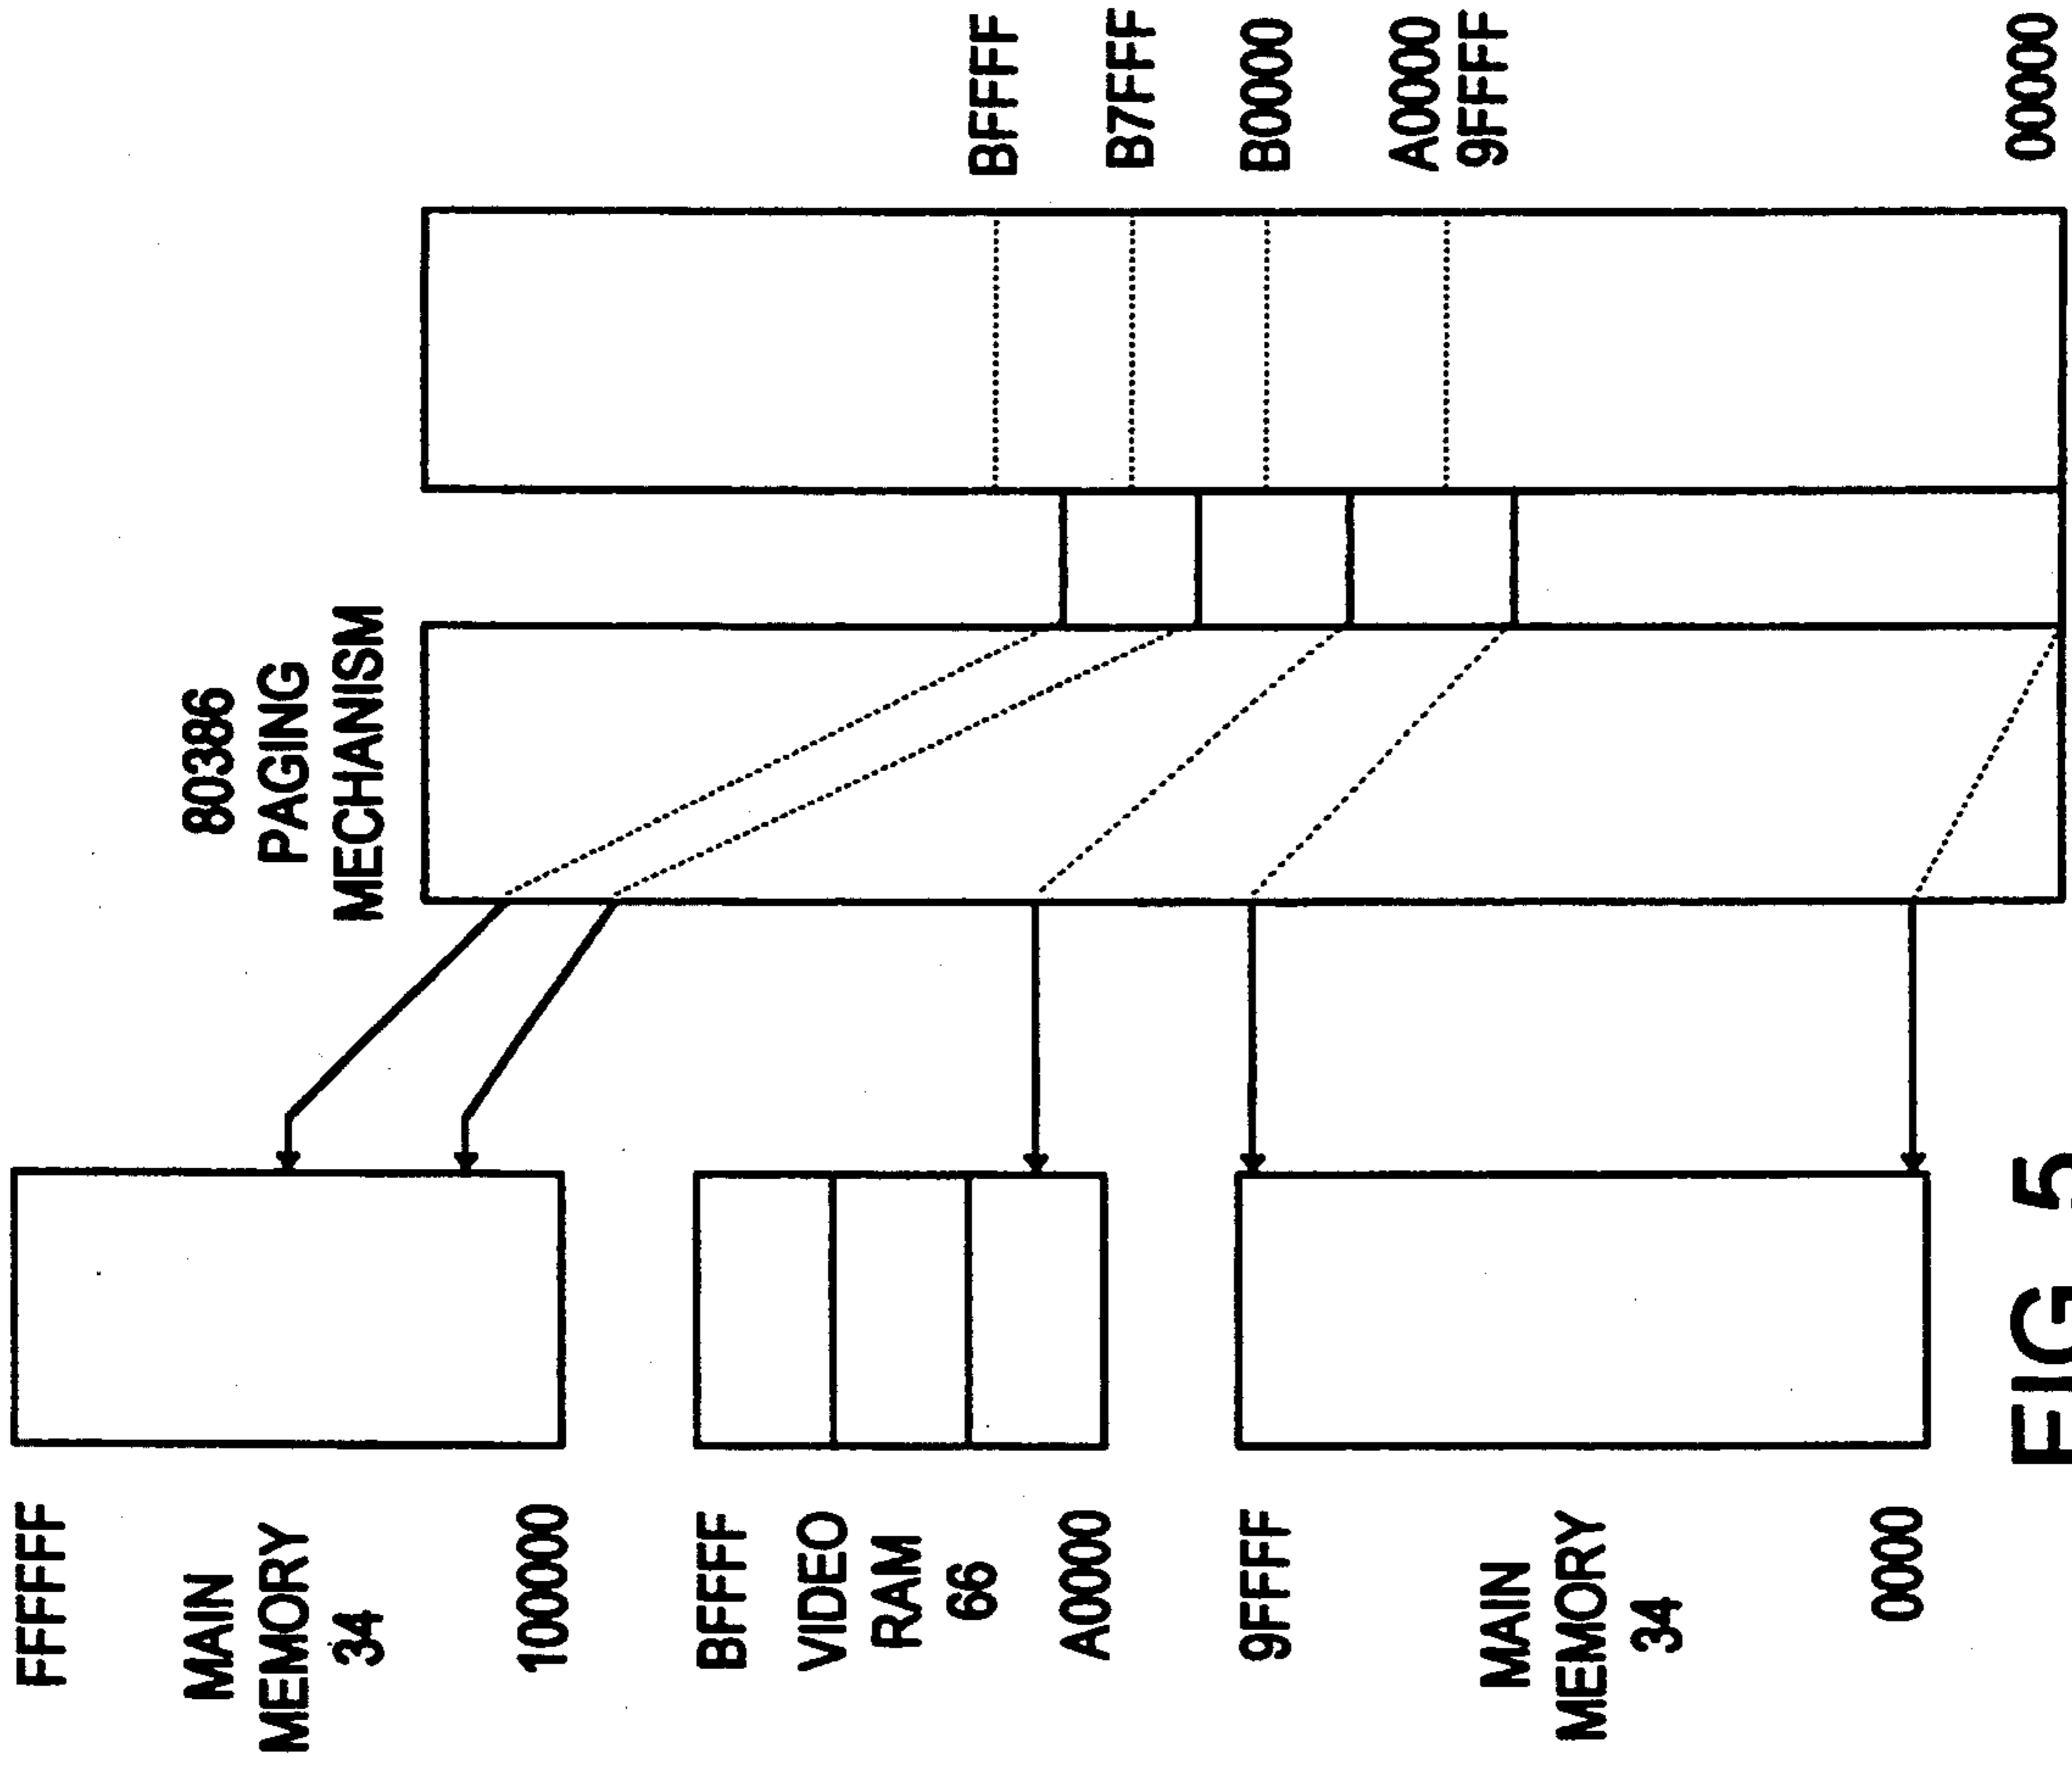 FFFFFF
MAIN
MEMORY
34
100000
BFFFF
VIDEO
RAM
66
A0000
9FFFF
MAIN
MEMORY
34
0000
80386
PAGING
MECHANISM
BFFFF
B7FFF
B0000
A0000
9FFFF
00000
FIG 5